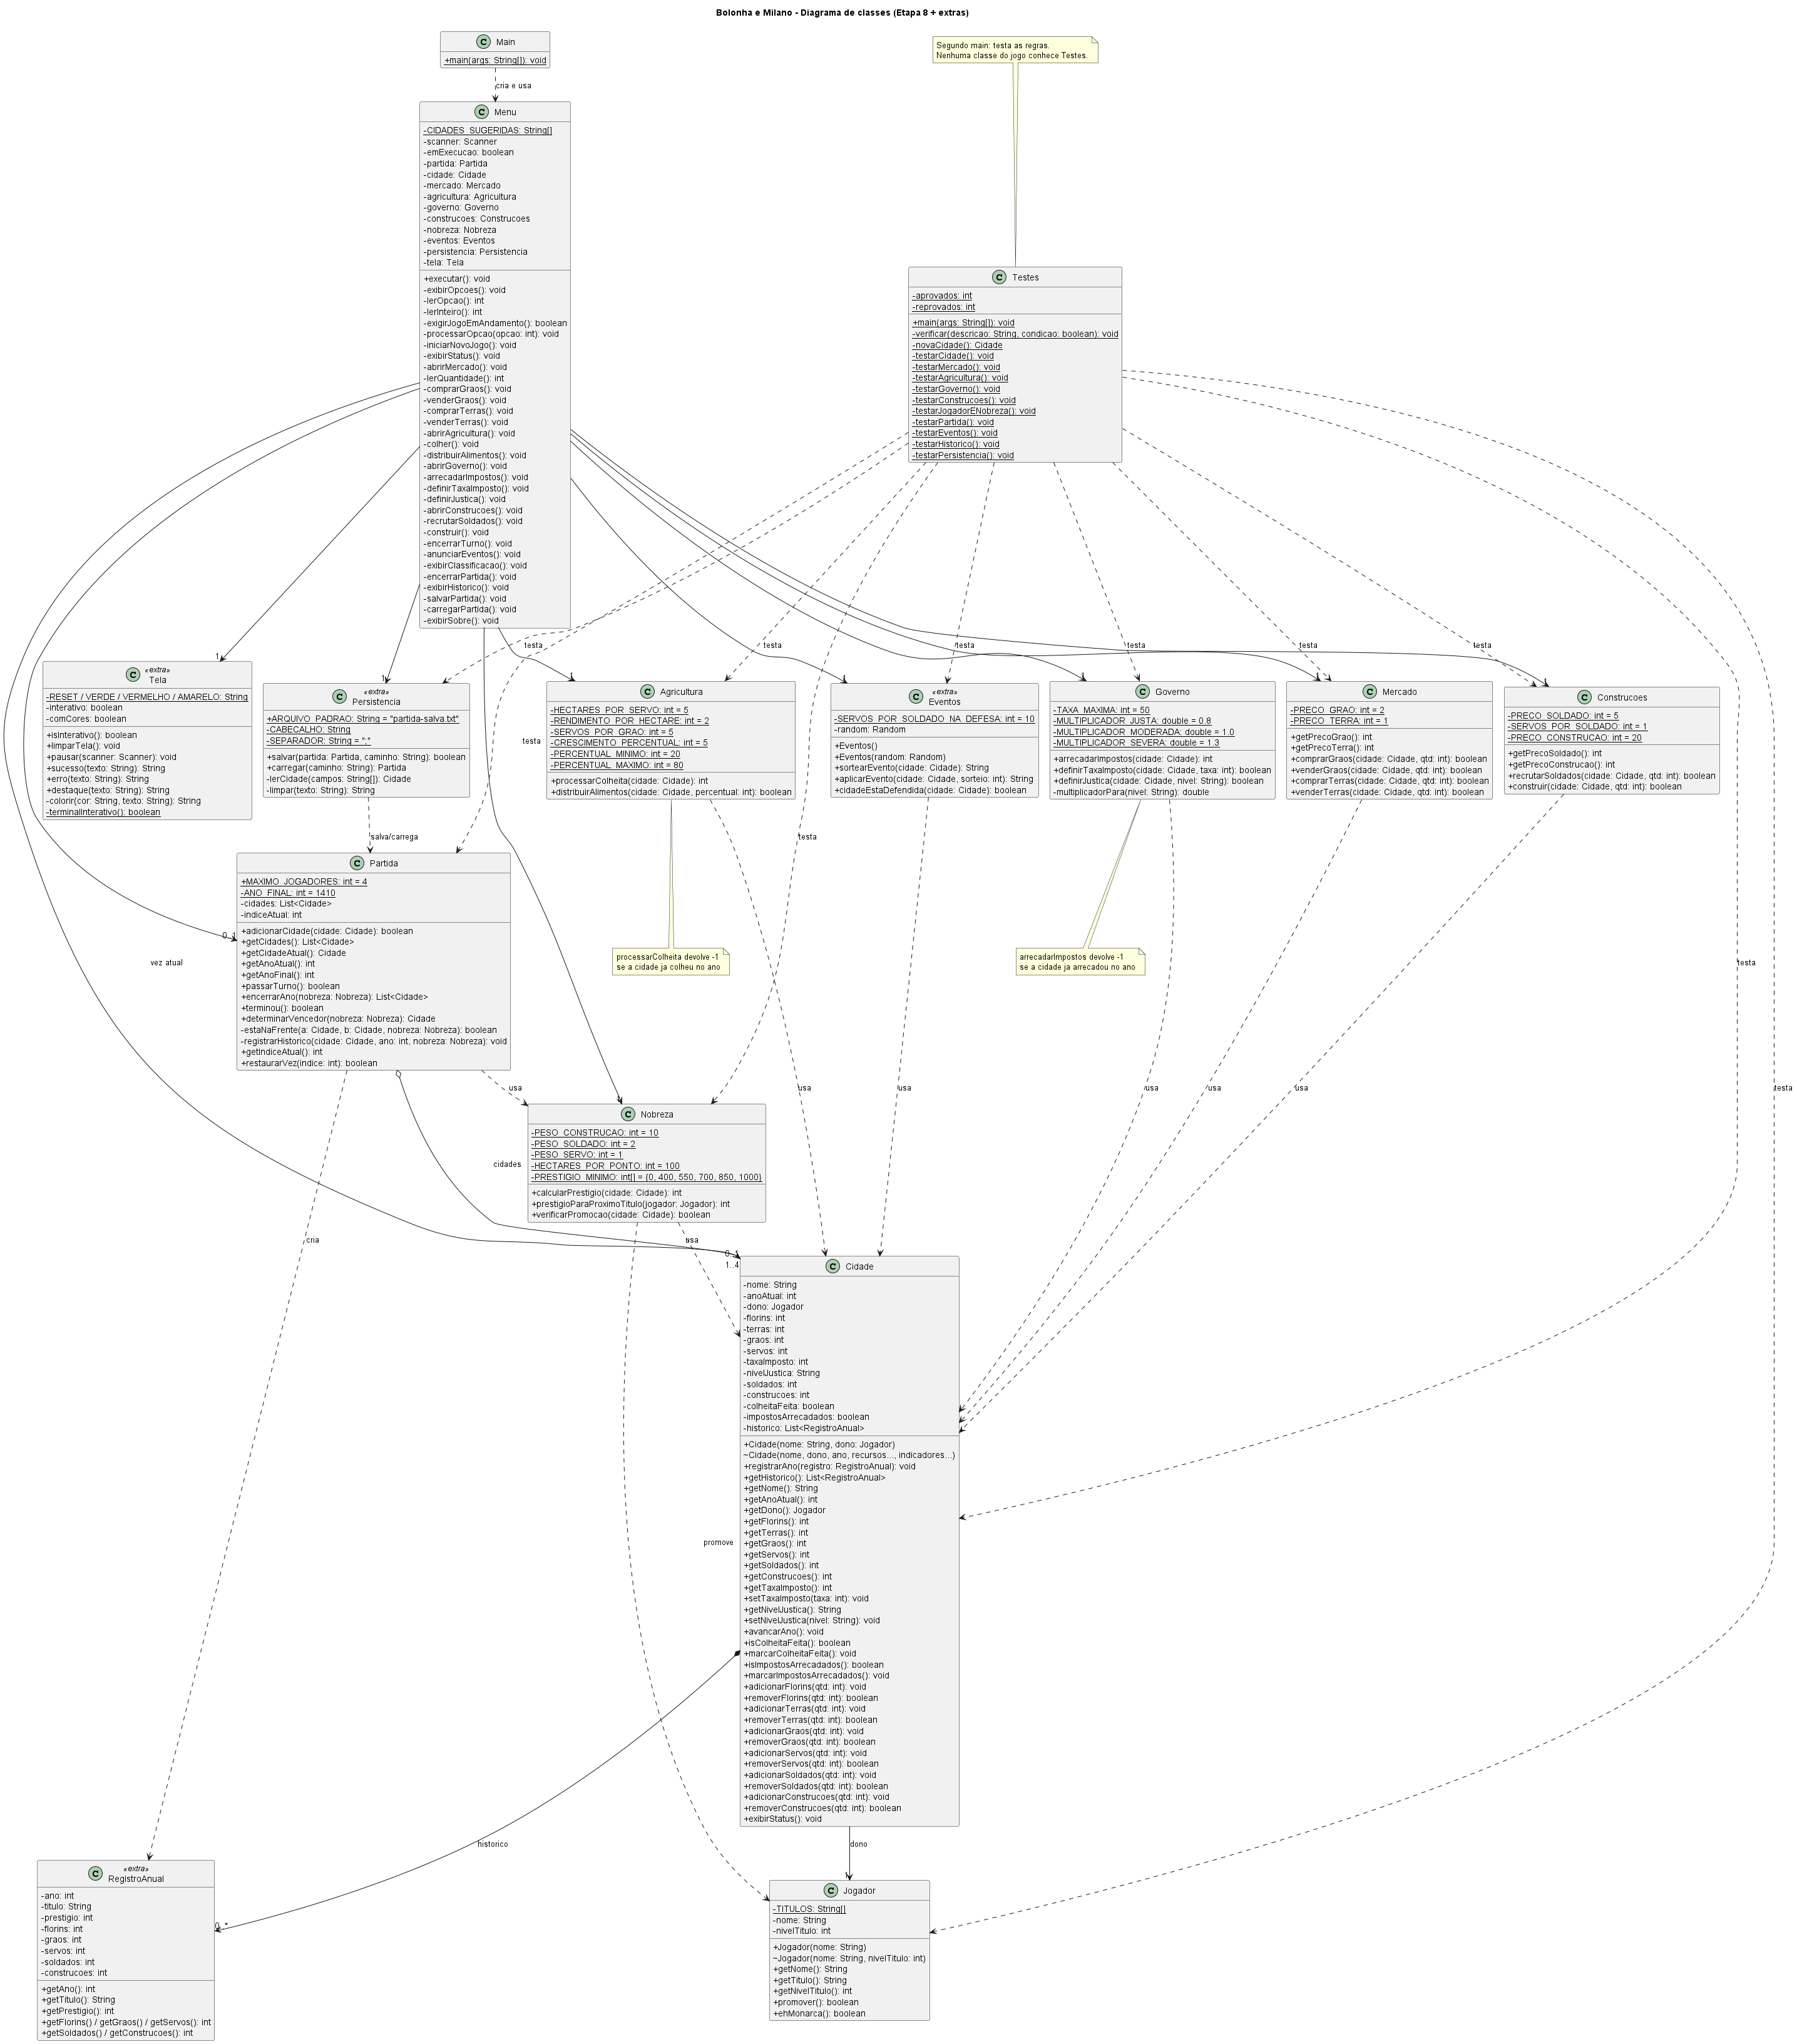 Bolonha e Milano - Diagrama de classes (Etapa 8 + extras)
C Main
+main(args: String[]): void
Segundo main: testa as regras.
Nenhuma classe do jogo conhece Testes.
cria e usa
C Menu
-CIDADES_SUGERIDAS: String[]
-scanner: Scanner
-emExecucao: boolean
-partida: Partida
-cidade: Cidade
-mercado: Mercado
-agricultura: Agricultura
-governo: Governo
-construcoes: Construcoes
-nobreza: Nobreza
-eventos: Eventos
-persistencia: Persistencia
-tela: Tela
+executar(): void
-exibirOpcoes(): void
-lerOpcao(): int
-lerInteiro(): int
-exigirJogoEmAndamento(): boolean
-processarOpcao(opcao: int): void
-iniciarNovoJogo(): void
-exibirStatus(): void
-abrirMercado(): void
-lerQuantidade(): int
-comprarGraos(): void
-venderGraos(): void
-comprarTerras(): void
-venderTerras(): void
-abrirAgricultura(): void
-colher(): void
-distribuirAlimentos(): void
-abrirGoverno(): void
-arrecadarImpostos(): void
-definirTaxaImposto(): void
-definirJustica(): void
-abrirConstrucoes(): void
-recrutarSoldados(): void
-construir(): void
-encerrarTurno(): void
-anunciarEventos(): void
-exibirClassificacao(): void
-encerrarPartida(): void
-exibirHistorico(): void
-salvarPartida(): void
-carregarPartida(): void
-exibirSobre(): void
C Testes
-aprovados: int
-reprovados: int
+main(args: String[]): void
-verificar(descricao: String, condicao: boolean): void
-novaCidade(): Cidade
-testarCidade(): void
-testarMercado(): void
-testarAgricultura(): void
-testarGoverno(): void
-testarConstrucoes(): void
-testarJogadorENobreza(): void
-testarPartida(): void
-testarEventos(): void
-testarHistorico(): void
-testarPersistencia(): void
testa
testa
testa
testa
testa
testa
1
1
1
1
1
1
1
C «extra»
Tela
-RESET / VERDE / VERMELHO / AMARELO: String
-interativo: boolean
-comCores: boolean
+isInterativo(): boolean
+limparTela(): void
+pausar(scanner: Scanner): void
+sucesso(texto: String): String
+erro(texto: String): String
+destaque(texto: String): String
-colorir(cor: String, texto: String): String
-terminalInterativo(): boolean
C «extra»
Persistencia
+ARQUIVO_PADRAO: String = "partida-salva.txt"
-CABECALHO: String
-SEPARADOR: String = ";"
+salvar(partida: Partida, caminho: String): boolean
+carregar(caminho: String): Partida
-lerCidade(campos: String[]): Cidade
-limpar(texto: String): String
C Agricultura
-HECTARES_POR_SERVO: int = 5
-RENDIMENTO_POR_HECTARE: int = 2
-SERVOS_POR_GRAO: int = 5
-CRESCIMENTO_PERCENTUAL: int = 5
-PERCENTUAL_MINIMO: int = 20
-PERCENTUAL_MAXIMO: int = 80
+processarColheita(cidade: Cidade): int
+distribuirAlimentos(cidade: Cidade, percentual: int): boolean
C «extra»
Eventos
-SERVOS_POR_SOLDADO_NA_DEFESA: int = 10
-random: Random
+Eventos()
+Eventos(random: Random)
+sortearEvento(cidade: Cidade): String
+aplicarEvento(cidade: Cidade, sorteio: int): String
+cidadeEstaDefendida(cidade: Cidade): boolean
C Governo
-TAXA_MAXIMA: int = 50
-MULTIPLICADOR_JUSTA: double = 0.8
-MULTIPLICADOR_MODERADA: double = 1.0
-MULTIPLICADOR_SEVERA: double = 1.3
+arrecadarImpostos(cidade: Cidade): int
+definirTaxaImposto(cidade: Cidade, taxa: int): boolean
+definirJustica(cidade: Cidade, nivel: String): boolean
-multiplicadorPara(nivel: String): double
C Mercado
-PRECO_GRAO: int = 2
-PRECO_TERRA: int = 1
+getPrecoGrao(): int
+getPrecoTerra(): int
+comprarGraos(cidade: Cidade, qtd: int): boolean
+venderGraos(cidade: Cidade, qtd: int): boolean
+comprarTerras(cidade: Cidade, qtd: int): boolean
+venderTerras(cidade: Cidade, qtd: int): boolean
C Construcoes
-PRECO_SOLDADO: int = 5
-SERVOS_POR_SOLDADO: int = 1
-PRECO_CONSTRUCAO: int = 20
+getPrecoSoldado(): int
+getPrecoConstrucao(): int
+recrutarSoldados(cidade: Cidade, qtd: int): boolean
+construir(cidade: Cidade, qtd: int): boolean
testa
salva/carrega
testa
C Partida
+MAXIMO_JOGADORES: int = 4
-ANO_FINAL: int = 1410
-cidades: List<Cidade>
-indiceAtual: int
+adicionarCidade(cidade: Cidade): boolean
+getCidades(): List<Cidade>
+getCidadeAtual(): Cidade
+getAnoAtual(): int
+getAnoFinal(): int
+passarTurno(): boolean
+encerrarAno(nobreza: Nobreza): List<Cidade>
+terminou(): boolean
+determinarVencedor(nobreza: Nobreza): Cidade
-estaNaFrente(a: Cidade, b: Cidade, nobreza: Nobreza): boolean
-registrarHistorico(cidade: Cidade, ano: int, nobreza: Nobreza): void
+getIndiceAtual(): int
+restaurarVez(indice: int): boolean
0..1
vez atual
processarColheita devolve -1
se a cidade ja colheu no ano
arrecadarImpostos devolve -1
se a cidade ja arrecadou no ano
testa
usa
usa
usa
usa
usa
usa
testa
1
C Nobreza
-PESO_CONSTRUCAO: int = 10
-PESO_SOLDADO: int = 2
-PESO_SERVO: int = 1
-HECTARES_POR_PONTO: int = 100
-PRESTIGIO_MINIMO: int[] = {0, 400, 550, 700, 850, 1000}
+calcularPrestigio(cidade: Cidade): int
+prestigioParaProximoTitulo(jogador: Jogador): int
+verificarPromocao(cidade: Cidade): boolean
cidades
cria
usa
0..1
1..4
C Cidade
-nome: String
-anoAtual: int
-dono: Jogador
-florins: int
-terras: int
-graos: int
-servos: int
-taxaImposto: int
-nivelJustica: String
-soldados: int
-construcoes: int
-colheitaFeita: boolean
-impostosArrecadados: boolean
-historico: List<RegistroAnual>
+Cidade(nome: String, dono: Jogador)
~Cidade(nome, dono, ano, recursos..., indicadores...)
+registrarAno(registro: RegistroAnual): void
+getHistorico(): List<RegistroAnual>
+getNome(): String
+getAnoAtual(): int
+getDono(): Jogador
+getFlorins(): int
+getTerras(): int
+getGraos(): int
+getServos(): int
+getSoldados(): int
+getConstrucoes(): int
+getTaxaImposto(): int
+setTaxaImposto(taxa: int): void
+getNivelJustica(): String
+setNivelJustica(nivel: String): void
+avancarAno(): void
+isColheitaFeita(): boolean
+marcarColheitaFeita(): void
+isImpostosArrecadados(): boolean
+marcarImpostosArrecadados(): void
+adicionarFlorins(qtd: int): void
+removerFlorins(qtd: int): boolean
+adicionarTerras(qtd: int): void
+removerTerras(qtd: int): boolean
+adicionarGraos(qtd: int): void
+removerGraos(qtd: int): boolean
+adicionarServos(qtd: int): void
+removerServos(qtd: int): boolean
+adicionarSoldados(qtd: int): void
+removerSoldados(qtd: int): boolean
+adicionarConstrucoes(qtd: int): void
+removerConstrucoes(qtd: int): boolean
+exibirStatus(): void
promove
historico
dono
C «extra»
RegistroAnual
-ano: int
-titulo: String
-prestigio: int
-florins: int
-graos: int
-servos: int
-soldados: int
-construcoes: int
+getAno(): int
+getTitulo(): String
+getPrestigio(): int
+getFlorins() / getGraos() / getServos(): int
+getSoldados() / getConstrucoes(): int
0..*
1
C Jogador
-TITULOS: String[]
-nome: String
-nivelTitulo: int
+Jogador(nome: String)
~Jogador(nome: String, nivelTitulo: int)
+getNome(): String
+getTitulo(): String
+getNivelTitulo(): int
+promover(): boolean
+ehMonarca(): boolean